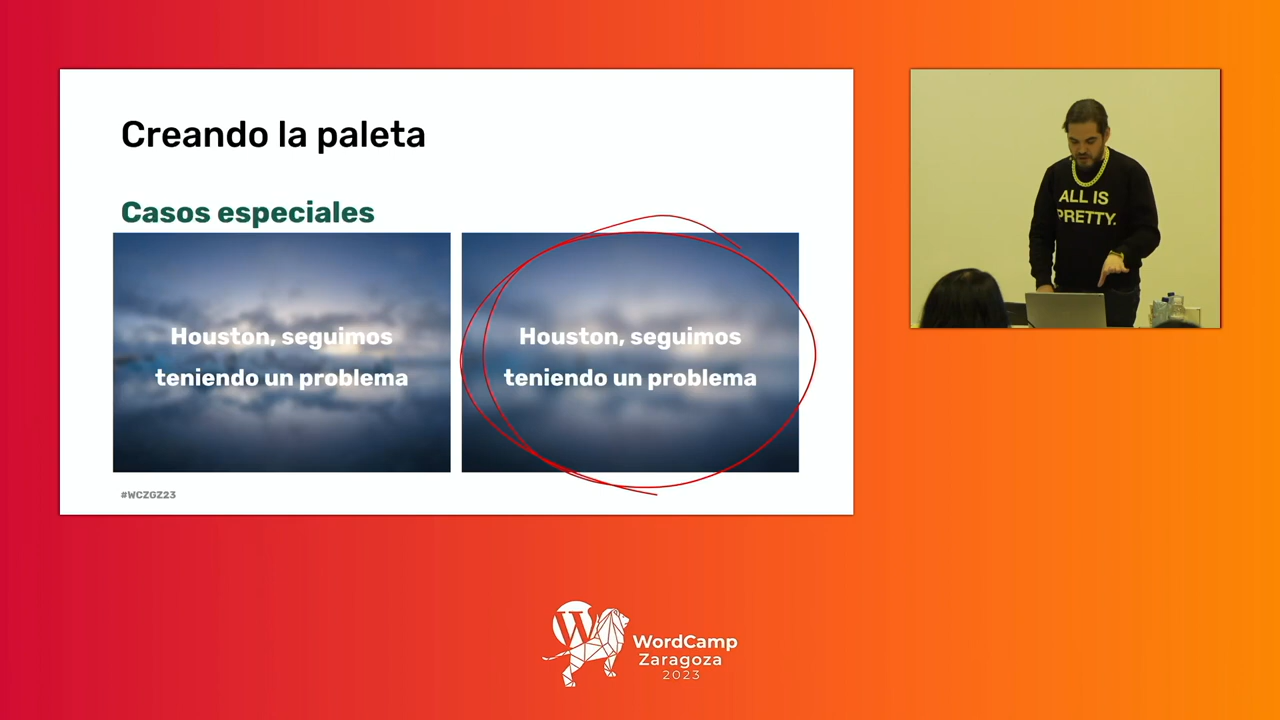 Creando la paleta
Casos especiales
Houston, seguimos
teniendo un problema
Houston, seguimos
teniendo un problema
#WCZGZ23
ALL IS
PRETTY.
W
WordCamp
Zaragoza
2023